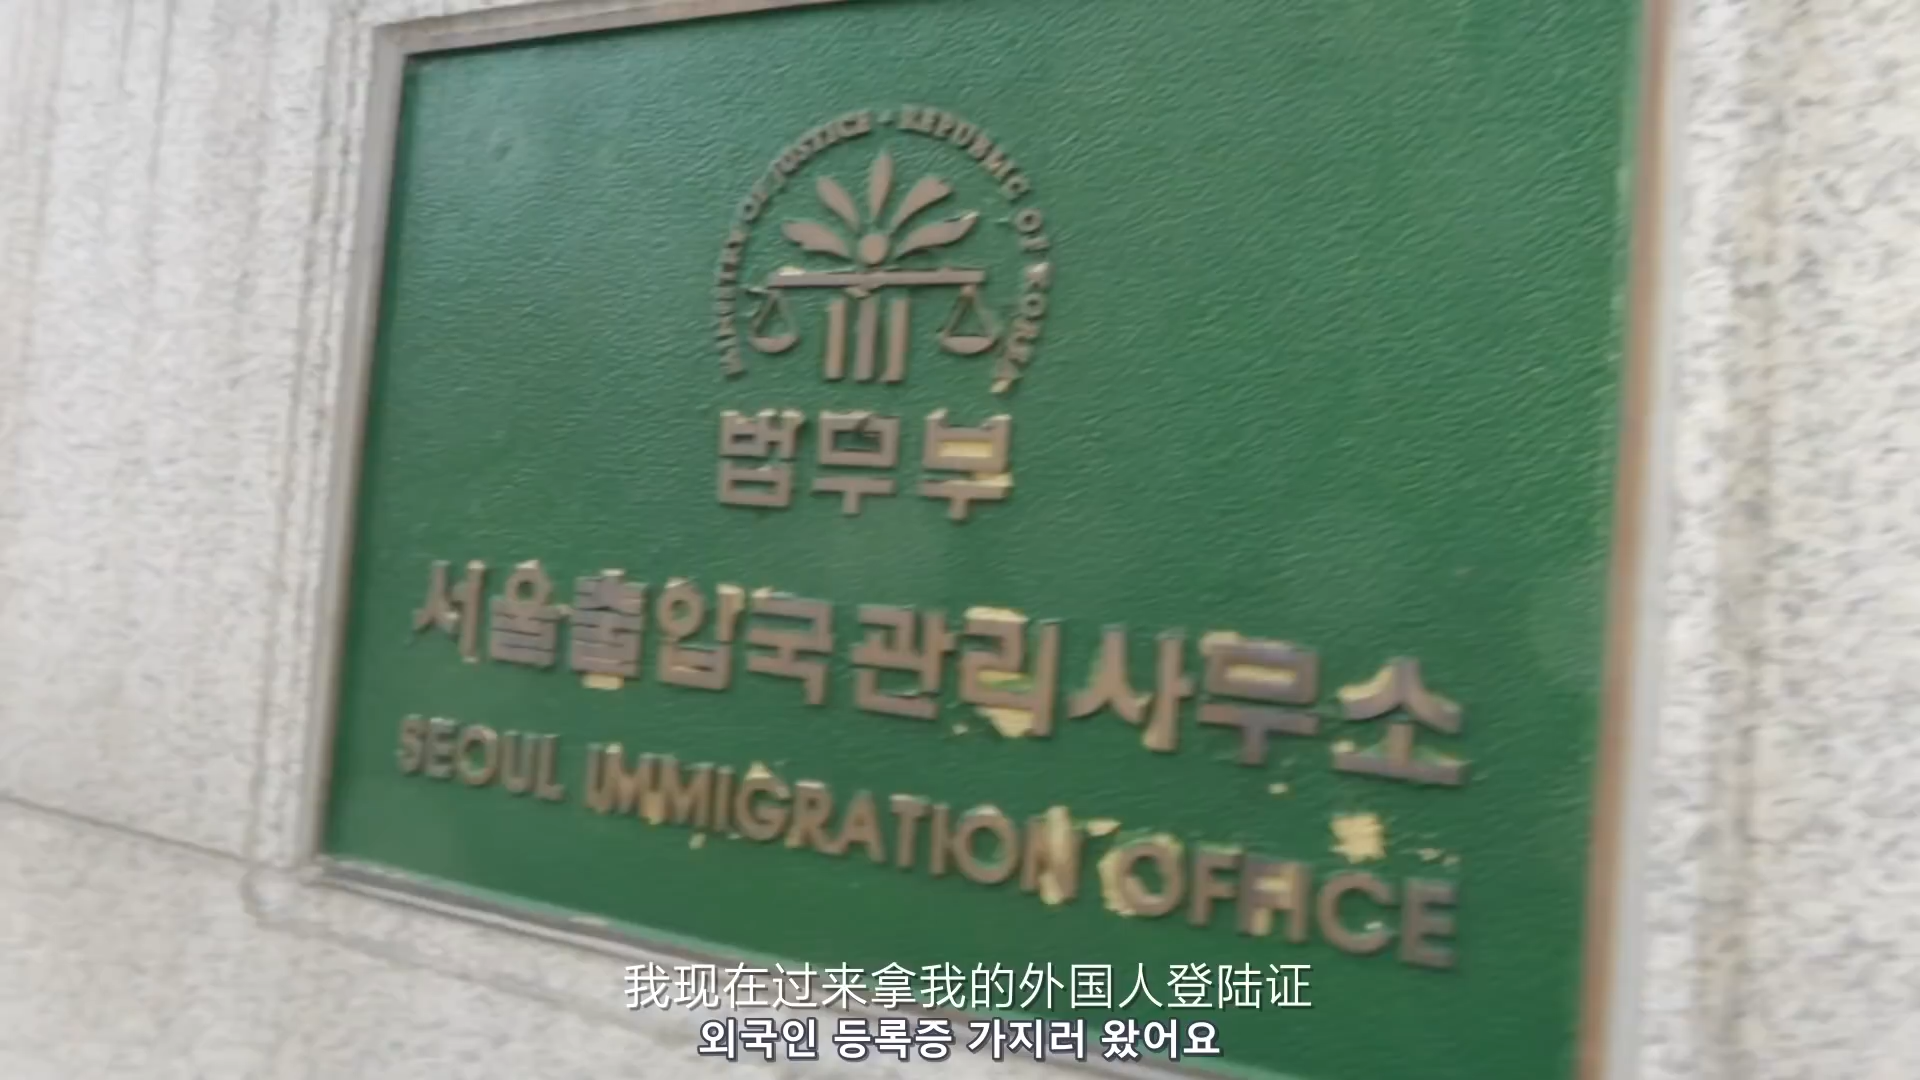 MINISTRY OF JUSTICE · REPUBLIC OF KOREA
법무부
서울출입국관리사무소
SEOUL IMMIGRATION OFFICE
我现在过来拿我的外国人登陆证
외국인 등록증 가지러 왔어요